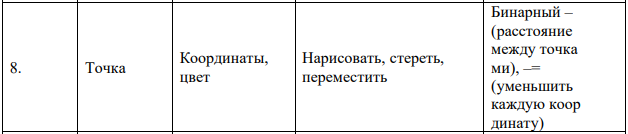 8.
Точка
Координаты,
цвет
Нарисовать, стереть,
переместить
Бинарный –
(расстояние
между точка
ми), –=
(уменьшить
каждую коор
динату)